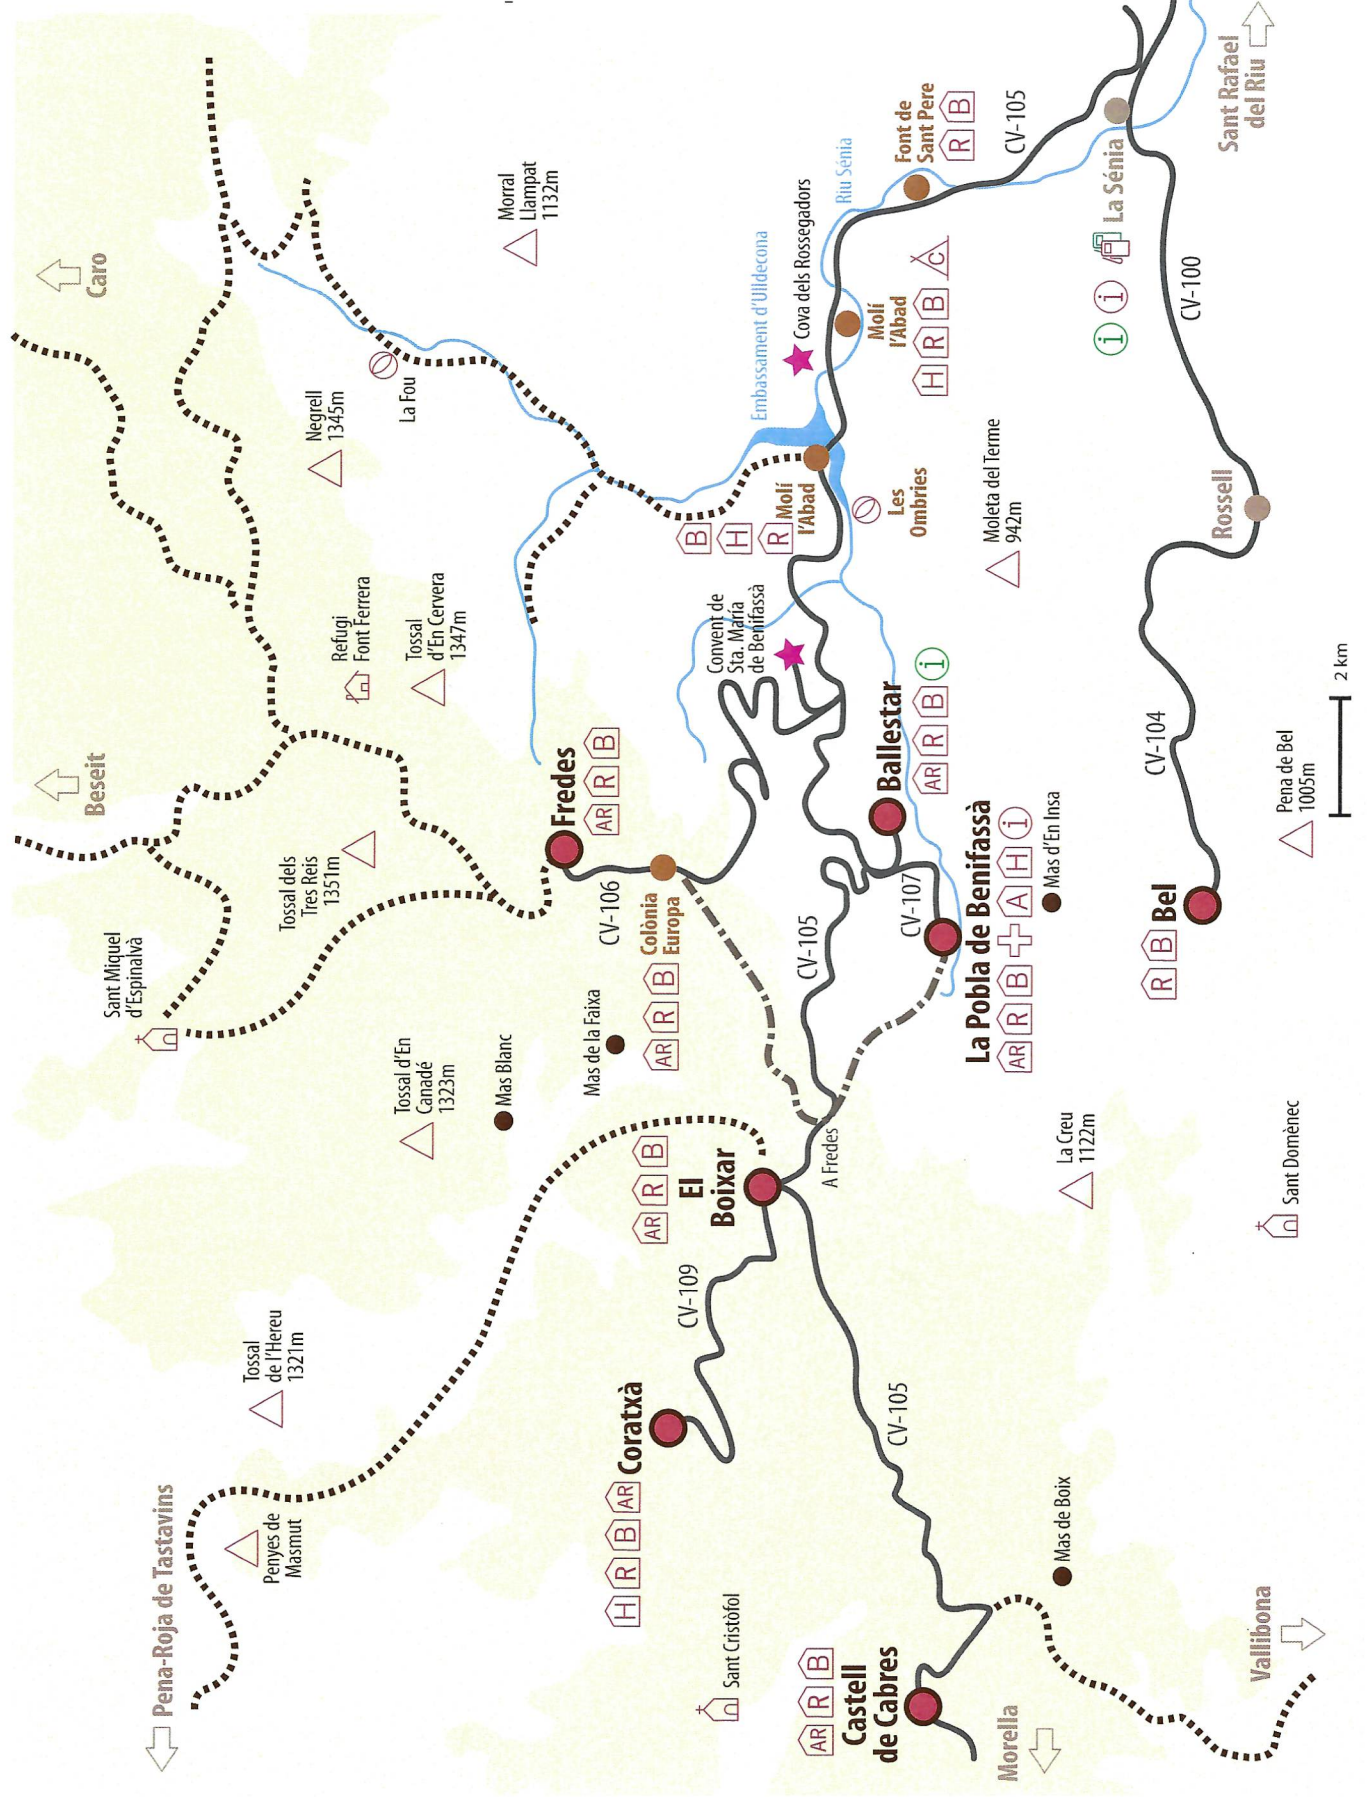 Pena-Roja de Tastavins
Sant Miquel
d'Espinalvà
Beseit
Caro
Penyes de
Masmut
Tossal
de l'Hereu
1321m
Tossal dels
Tres Reis
1351m
Negrell
1345m
Refugi
Font Ferrera
La Fou
Tossal d'En
Canadé
1323m
Tossal
d'En Cervera
1347m
Mas Blanc
Morral
Llampat
1132m
Fredes
AR R B
Mas de la Faixa
CV-106
Colònia
Europa
AR R B
H R B AR
Coratxà
CV-109
AR R B
El
Boixar
B
H
R
Molí
l'Abad
Convent de
Sta. María
de Benifassà
Embassament d'Ulldecona
Cova dels Rossegadors
Riu Sénia
Sant Cristòfol
A Fredes
CV-105
AR R B
Castell
de Cabres
CV-105
CV-107
Ballestar
AR R B i
Les
Ombries
Molí
l'Abad
H R B C
Font de
Sant Pere
R B
La Pobla de Benifassà
AR R B A H i
Moleta del Terme
942m
CV-105
Morella
Mas de Boix
La Creu
1122m
Mas d'En Insa
i i
La Sénia
R B
Bel
CV-104
CV-100
Rossell
Sant Rafael
del Riu
Vallibona
Sant Domènec
Pena de Bel
1005m
2 km